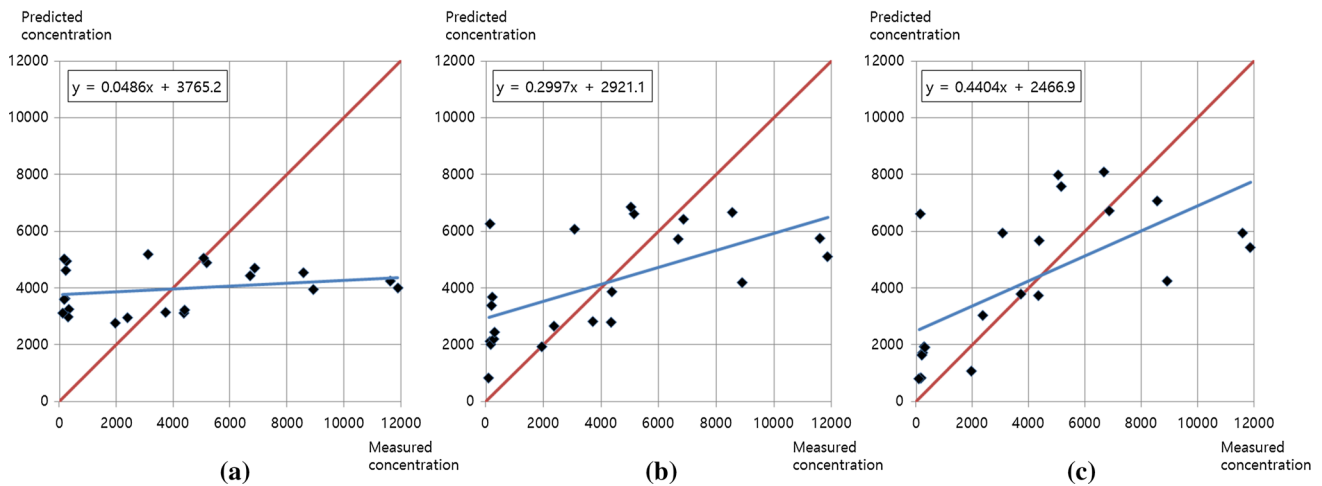 Predicted
concentration
12000
y = 0.0486x + 3765.2
10000
8000
6000
4000
2000
0
0 2000 4000 6000 8000 10000 12000
Measured
concentration
(a)
Predicted
concentration
12000
y = 0.2997x + 2921.1
10000
8000
6000
4000
2000
0
0 2000 4000 6000 8000 10000 12000
Measured
concentration
(b)
Predicted
concentration
12000
y = 0.4404x + 2466.9
10000
8000
6000
4000
2000
0
0 2000 4000 6000 8000 10000 12000
Measured
concentration
(c)